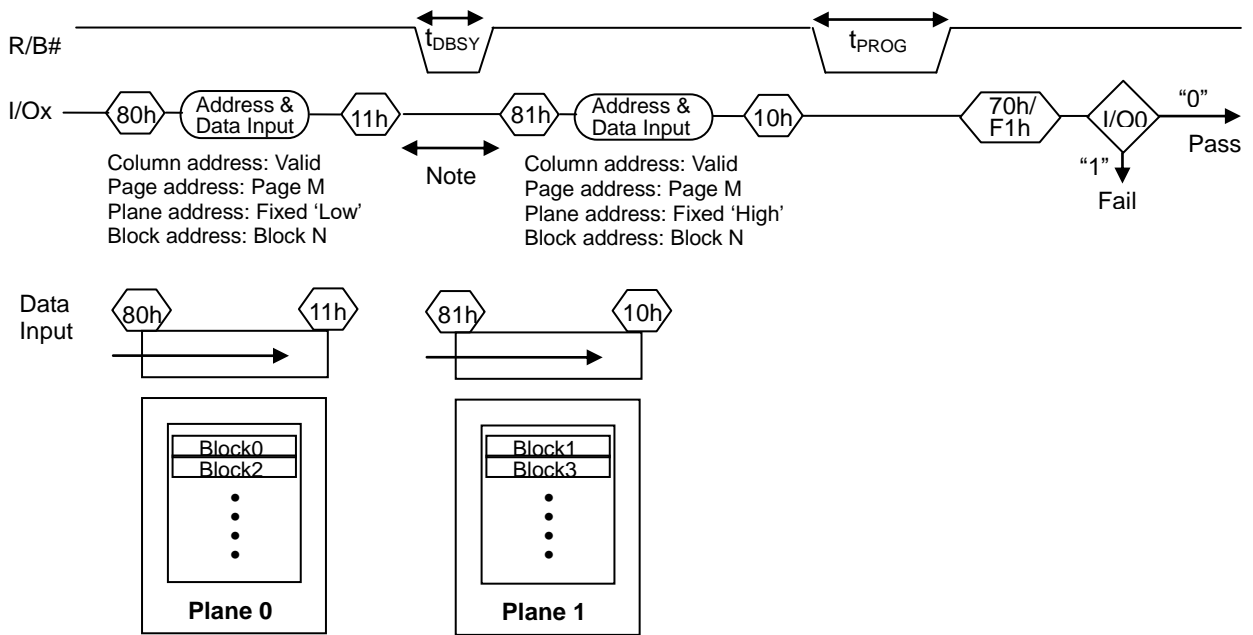 R/B#
tDBSY
tPROG
I/Ox
80h
Address &
Data Input
11h
81h
Address &
Data Input
10h
70h/
F1h
I/O0
"0"
Pass
"1"
Fail
Note
Column address: Valid
Page address: Page M
Plane address: Fixed ‘Low’
Block address: Block N
Column address: Valid
Page address: Page M
Plane address: Fixed ‘High’
Block address: Block N
Data
Input
80h
11h
81h
10h
Block0
Block2
Plane 0
Block1
Block3
Plane 1